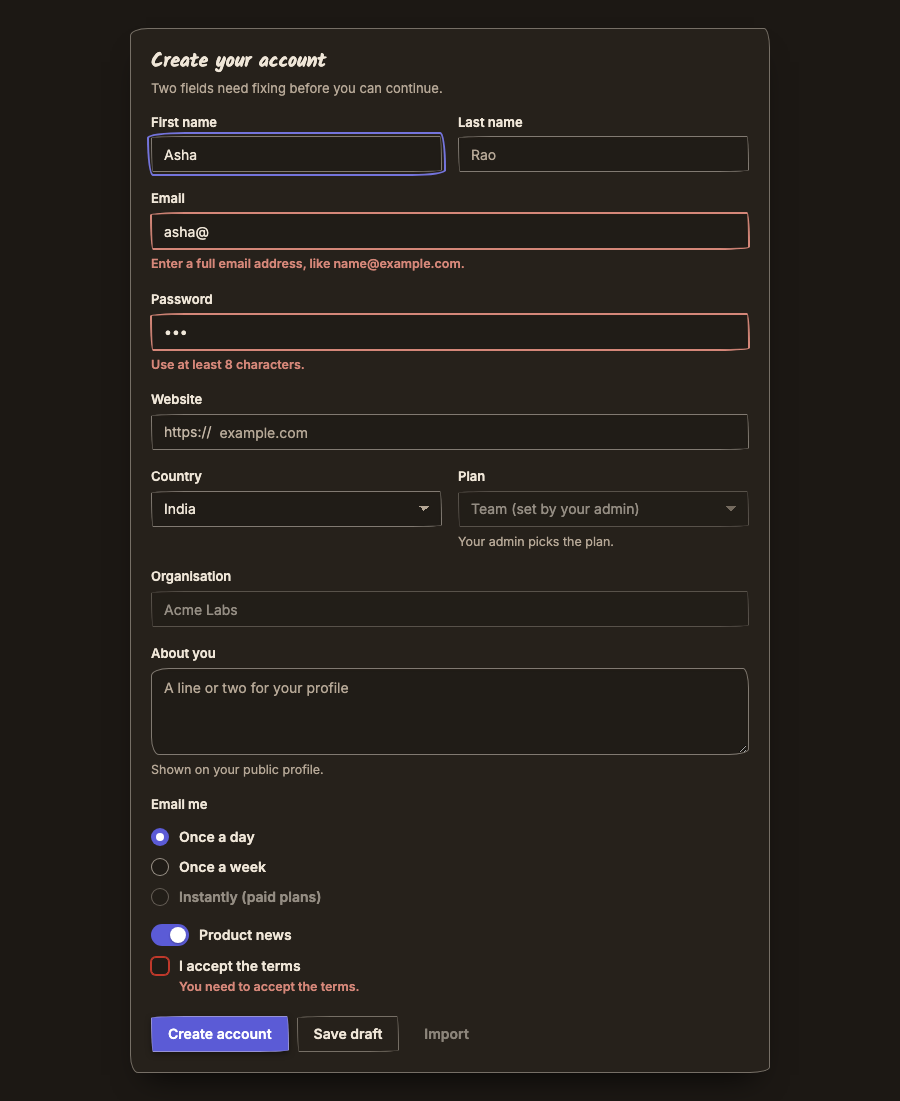 Create your account
Two fields need fixing before you can continue.
First name
Last name
Asha
Rao
Email
asha@
Enter a full email address, like name@example.com.
Password
•••
Use at least 8 characters.
Website
https:// example.com
Country
Plan
India
Team (set by your admin)
Your admin picks the plan.
Organisation
Acme Labs
About you
A line or two for your profile
Shown on your public profile.
Email me
Once a day
Once a week
Instantly (paid plans)
Product news
I accept the terms
You need to accept the terms.
Create account
Save draft
Import